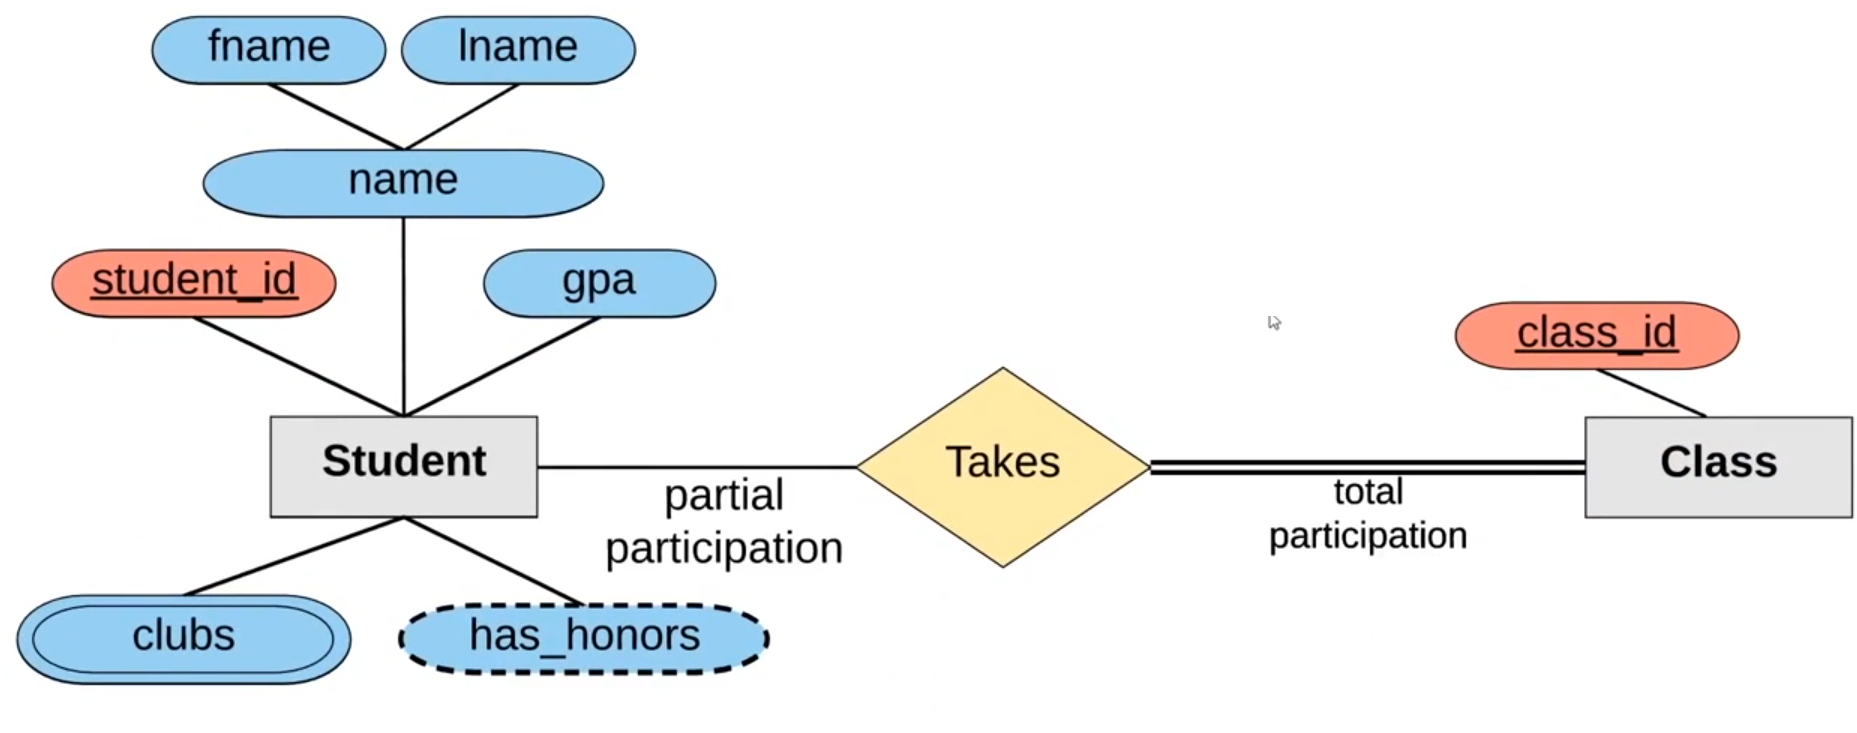 fname
lname
name
student_id
gpa
class_id
Student
Takes
Class
partial
participation
total
participation
clubs
has_honors